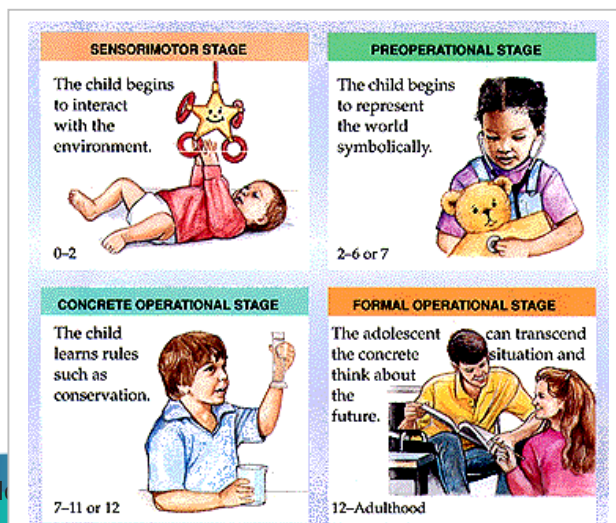 SENSORIMOTOR STAGE
The child begins
to interact
with the
environment.
0–2
PREOPERATIONAL STAGE
The child begins
to represent
the world
symbolically.
2–6 or 7
CONCRETE OPERATIONAL STAGE
The child
learns rules
such as
conservation.
7–11 or 12
FORMAL OPERATIONAL STAGE
The adolescent can transcend
the concrete situation and
think about
the
future.
12–Adulthood